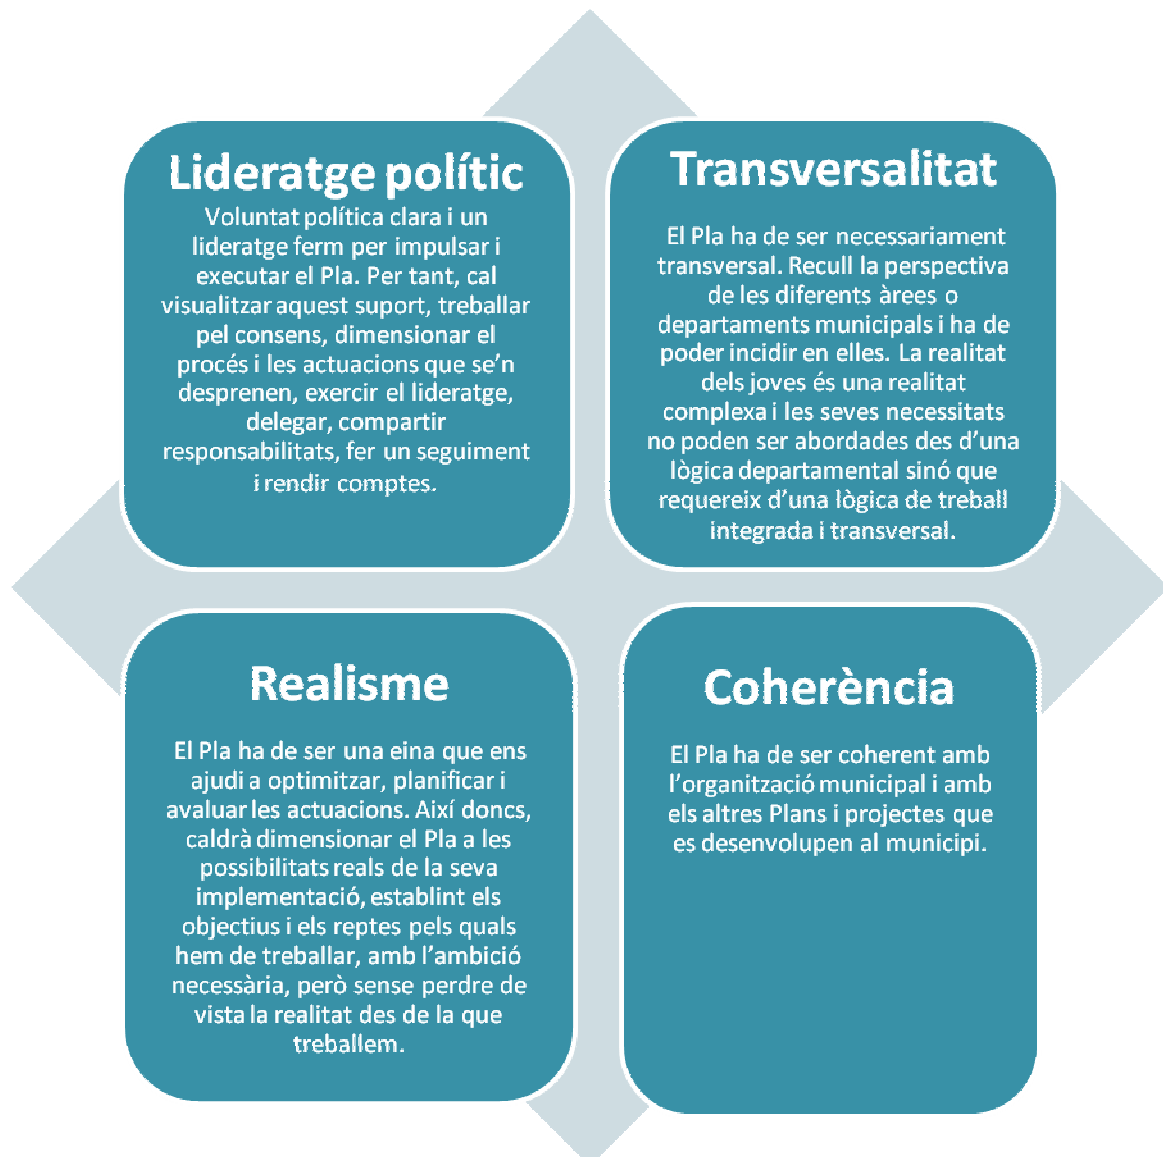 Lideratge polític
Voluntat política clara i un
lideratge ferm per impulsar i
executar el Pla. Per tant, cal
visualitzar aquest suport, treballar
pel consens, dimensionar el
procés i les actuacions que se’n
desprenen, exercir el lideratge,
delegar, compartir
responsabilitats, fer un seguiment
i rendir comptes.
Transversalitat
El Pla ha de ser necessariament
transversal. Recull la perspectiva
de les diferents àrees o
departaments municipals i ha de
poder incidir en elles. La realitat
dels joves és una realitat
complexa i les seves necessitats
no poden ser abordades des d’una
lògica departamental sinó que
requereix d’una lògica de treball
integrada i transversal.
Realisme
El Pla ha de ser una eina que ens
ajudi a optimitzar, planificar i
avaluar les actuacions. Així doncs,
caldrà dimensionar el Pla a les
possibilitats reals de la seva
implementació, establint els
objectius i els reptes pels quals
hem de treballar, amb l’ambició
necessària, però sense perdre de
vista la realitat des de la que
treballem.
Coherència
El Pla ha de ser coherent amb
l’organització municipal i amb
els altres Plans i projectes que
es desenvolupen al municipi.